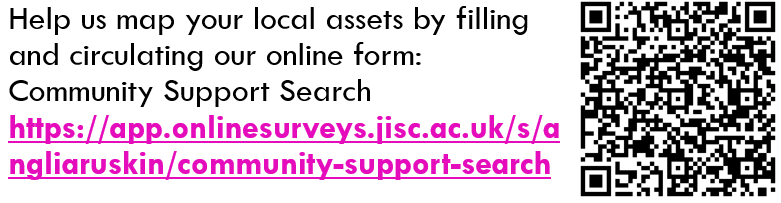 Help us map your local assets by filling
and circulating our online form:
Community Support Search
https://app.onlinesurveys.jisc.ac.uk/s/a
ngliaruskin/community-support-search